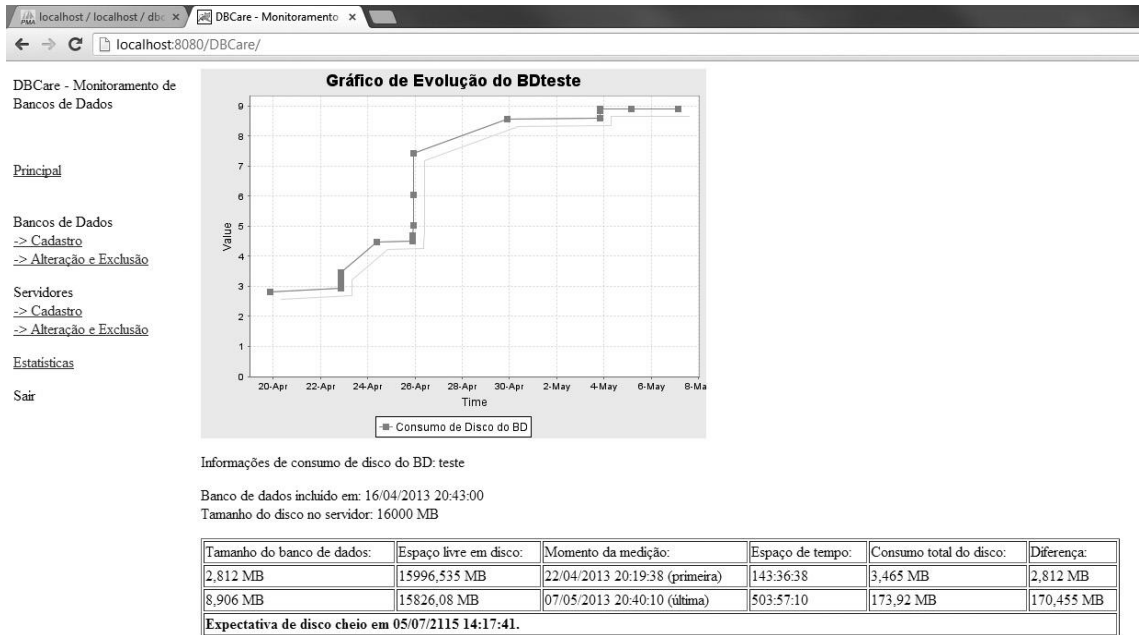 localhost / localhost / dbc
DBCare - Monitoramento
localhost:8080/DBCare/
DBCare - Monitoramento de
Bancos de Dados
Principal
Bancos de Dados
-> Cadastro
-> Alteração e Exclusão
Servidores
-> Cadastro
-> Alteração e Exclusão
Estatísticas
Sair
Gráfico de Evolução do BDteste
Value
9
8
7
6
5
4
3
2
1
0
20-Apr 22-Apr 24-Apr 26-Apr 28-Apr 30-Apr 2-May 4-May 6-May 8-Ma
Time
Consumo de Disco do BD
Informações de consumo de disco do BD: teste
Banco de dados incluido em: 16/04/2013 20:43:00
Tamanho do disco no servidor: 16000 MB
Tamanho do banco de dados: Espaço livre em disco: Momento da medição: Espaço de tempo: Consumo total do disco: Diferença:
2,812 MB 15996,535 MB 22/04/2013 20:19:38 (primeira) 143:36:38 3,465 MB 2,812 MB
8,906 MB 15826,08 MB 07/05/2013 20:40:10 (última) 503:57:10 173,92 MB 170,455 MB
Expectativa de disco cheio em 05/07/2115 14:17:41.